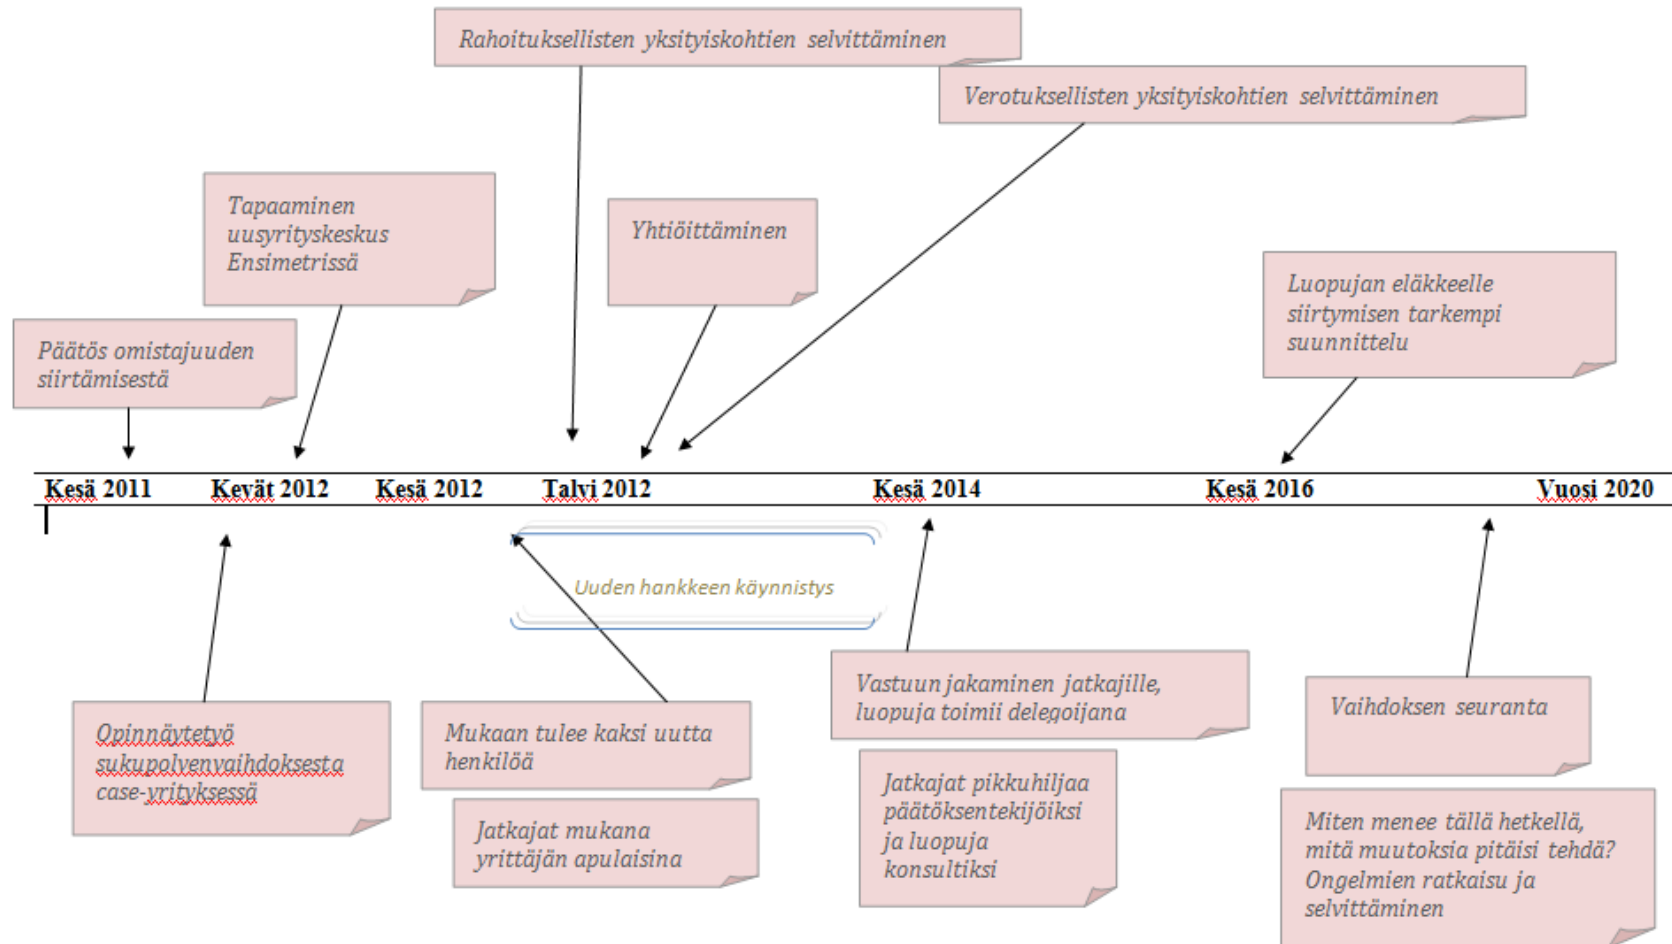 Rahoituksellisten yksityiskohtien selvittäminen
Verotuksellisten yksityiskohtien selvittäminen
Tapaaminen
uusyrityskeskus
Ensimetrissä
Yhtiöittäminen
Luopujan eläkkeelle
siirtymisen tarkempi
suunnittelu
Päätös omistajuuden
siirtämisestä
Kesä 2011 Kevät 2012 Kesä 2012 Talvi 2012 Kesä 2014 Kesä 2016 Vuosi 2020
Uuden hankkeen käynnistys
Opinnäytetyö
sukupolvenvaihdoksesta
case-yrityksessä
Mukaan tulee kaksi uutta
henkilöä
Jatkajat mukana
yrittäjän apulaisina
Vastuun jakaminen jatkajille,
luopuja toimii delegoijana
Jatkajat pikkuhiljaa
päätöksentekijöiksi
ja luopuja
konsultiksi
Vaihdoksen seuranta
Miten menee tällä hetkellä,
mitä muutoksia pitäisi tehdä?
Ongelmien ratkaisu ja
selvittäminen